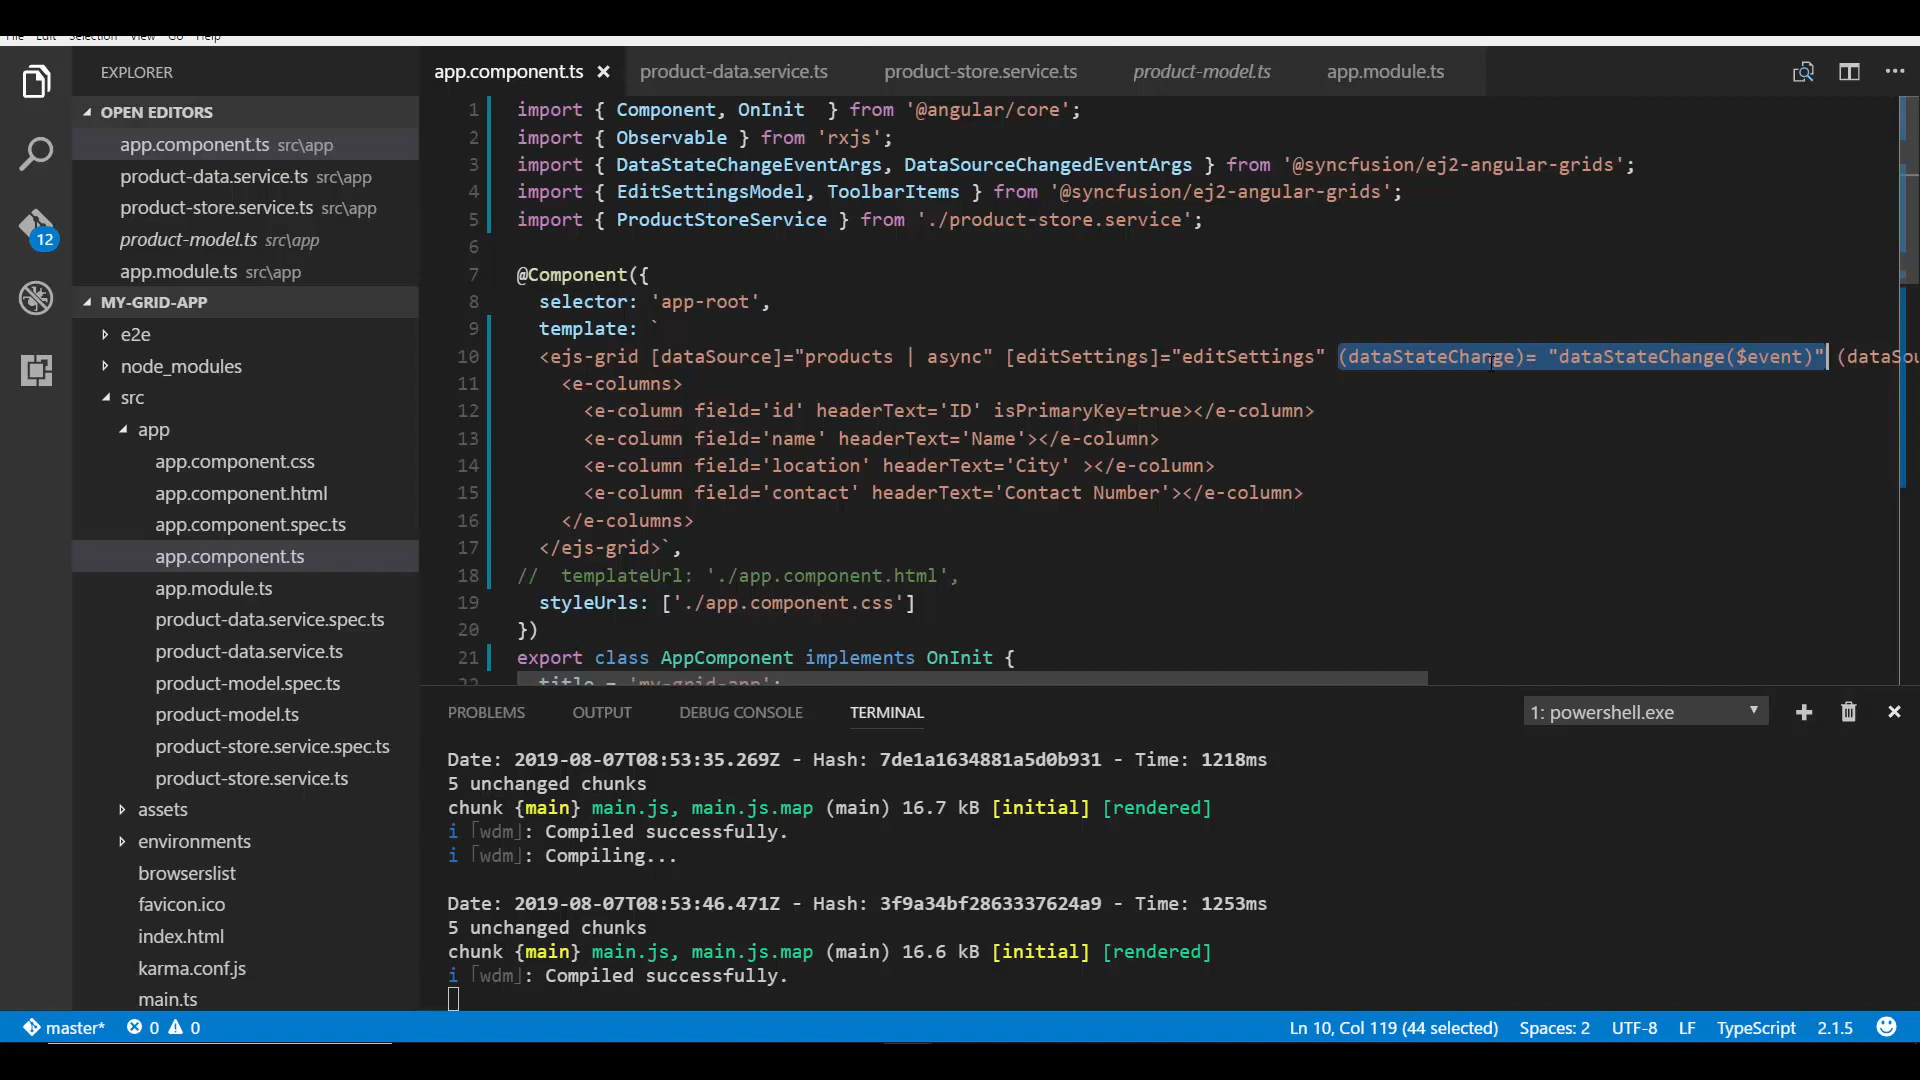 File Edit Selection View Go Help
EXPLORER
OPEN EDITORS
app.component.ts src\app
product-data.service.ts src\app
product-store.service.ts src\app
product-model.ts src\app
app.module.ts src\app
12
MY-GRID-APP
e2e
node_modules
src
app
app.component.css
app.component.html
app.component.spec.ts
app.component.ts
app.module.ts
product-data.service.spec.ts
product-data.service.ts
product-model.spec.ts
product-model.ts
product-store.service.spec.ts
product-store.service.ts
assets
environments
browserslist
favicon.ico
index.html
karma.conf.js
main.ts
app.component.ts product-data.service.ts product-store.service.ts product-model.ts app.module.ts
1 import { Component, OnInit  } from '@angular/core';
2 import { Observable } from 'rxjs';
3 import { DataStateChangeEventArgs, DataSourceChangedEventArgs } from '@syncfusion/ej2-angular-grids';
4 import { EditSettingsModel, ToolbarItems } from '@syncfusion/ej2-angular-grids';
5 import { ProductStoreService } from './product-store.service';
6
7 @Component({
8   selector: 'app-root',
9   template: `
10   <ejs-grid [dataSource]="products | async" [editSettings]="editSettings" (dataStateChange)= "dataStateChange($event)" (dataSou
11     <e-columns>
12       <e-column field='id' headerText='ID' isPrimaryKey=true></e-column>
13       <e-column field='name' headerText='Name'></e-column>
14       <e-column field='location' headerText='City' ></e-column>
15       <e-column field='contact' headerText='Contact Number'></e-column>
16     </e-columns>
17   </ejs-grid>`,
18 //  templateUrl: './app.component.html',
19   styleUrls: ['./app.component.css']
20 })
21 export class AppComponent implements OnInit {
22   title = 'my-grid-app';
PROBLEMS OUTPUT DEBUG CONSOLE TERMINAL 1: powershell.exe
Date: 2019-08-07T08:53:35.269Z - Hash: 7de1a1634881a5d0b931 - Time: 1218ms
5 unchanged chunks
chunk {main} main.js, main.js.map (main) 16.7 kB [initial] [rendered]
i ｢wdm｣: Compiled successfully.
i ｢wdm｣: Compiling...
Date: 2019-08-07T08:53:46.471Z - Hash: 3f9a34bf2863337624a9 - Time: 1253ms
5 unchanged chunks
chunk {main} main.js, main.js.map (main) 16.6 kB [initial] [rendered]
i ｢wdm｣: Compiled successfully.
master* 0 0 Ln 10, Col 119 (44 selected) Spaces: 2 UTF-8 LF TypeScript 2.1.5